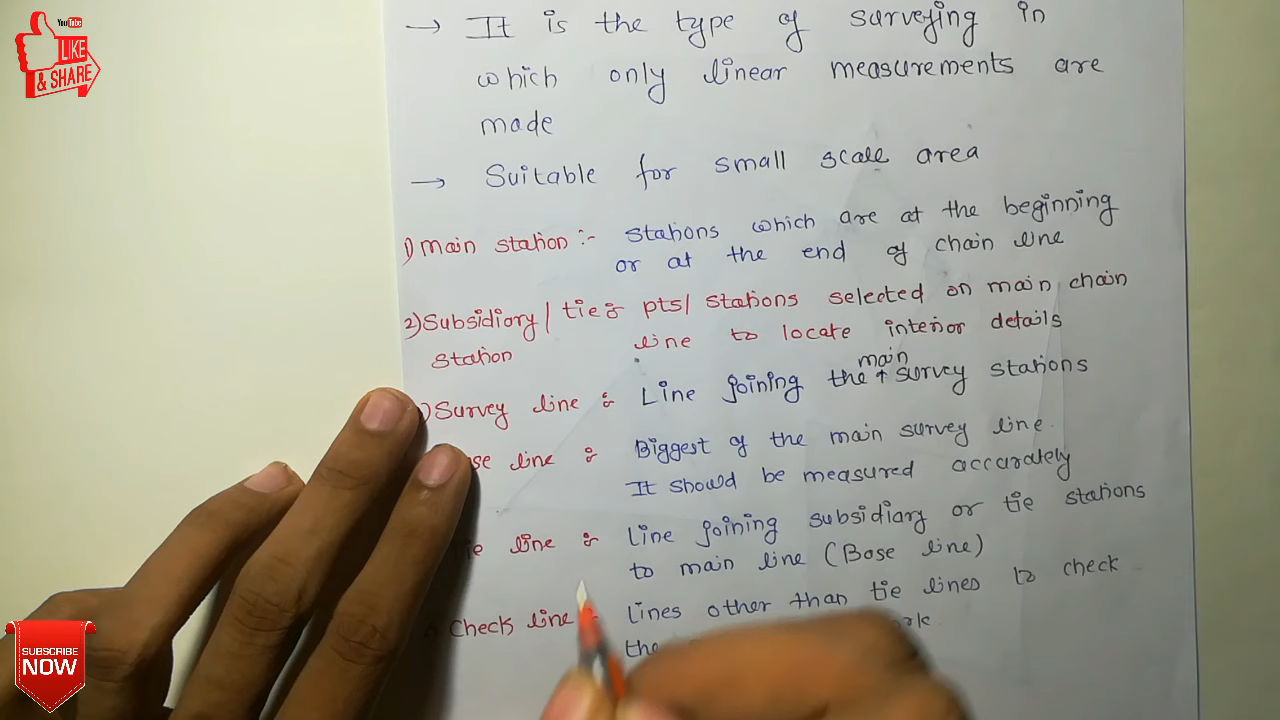 YouTube
LIKE
& SHARE
→ It is the type of surveying in
which only linear measurements are
made
→ Suitable for small scale area
1) Main station :- stations which are at the beginning
or at the end of chain line
2) Subsidiory / tie :- pts/ stations selected on main chain
station line to locate interior details
main
) Survey line :- Line joining the ↑ survey stations
se line :- Biggest of the main survey line.
It should be measured accurately
ie line :- Line joining subsidiary or tie stations
to main line (Base line)
Check line :- lines other than tie lines to check
the
SUBSCRIBE
NOW